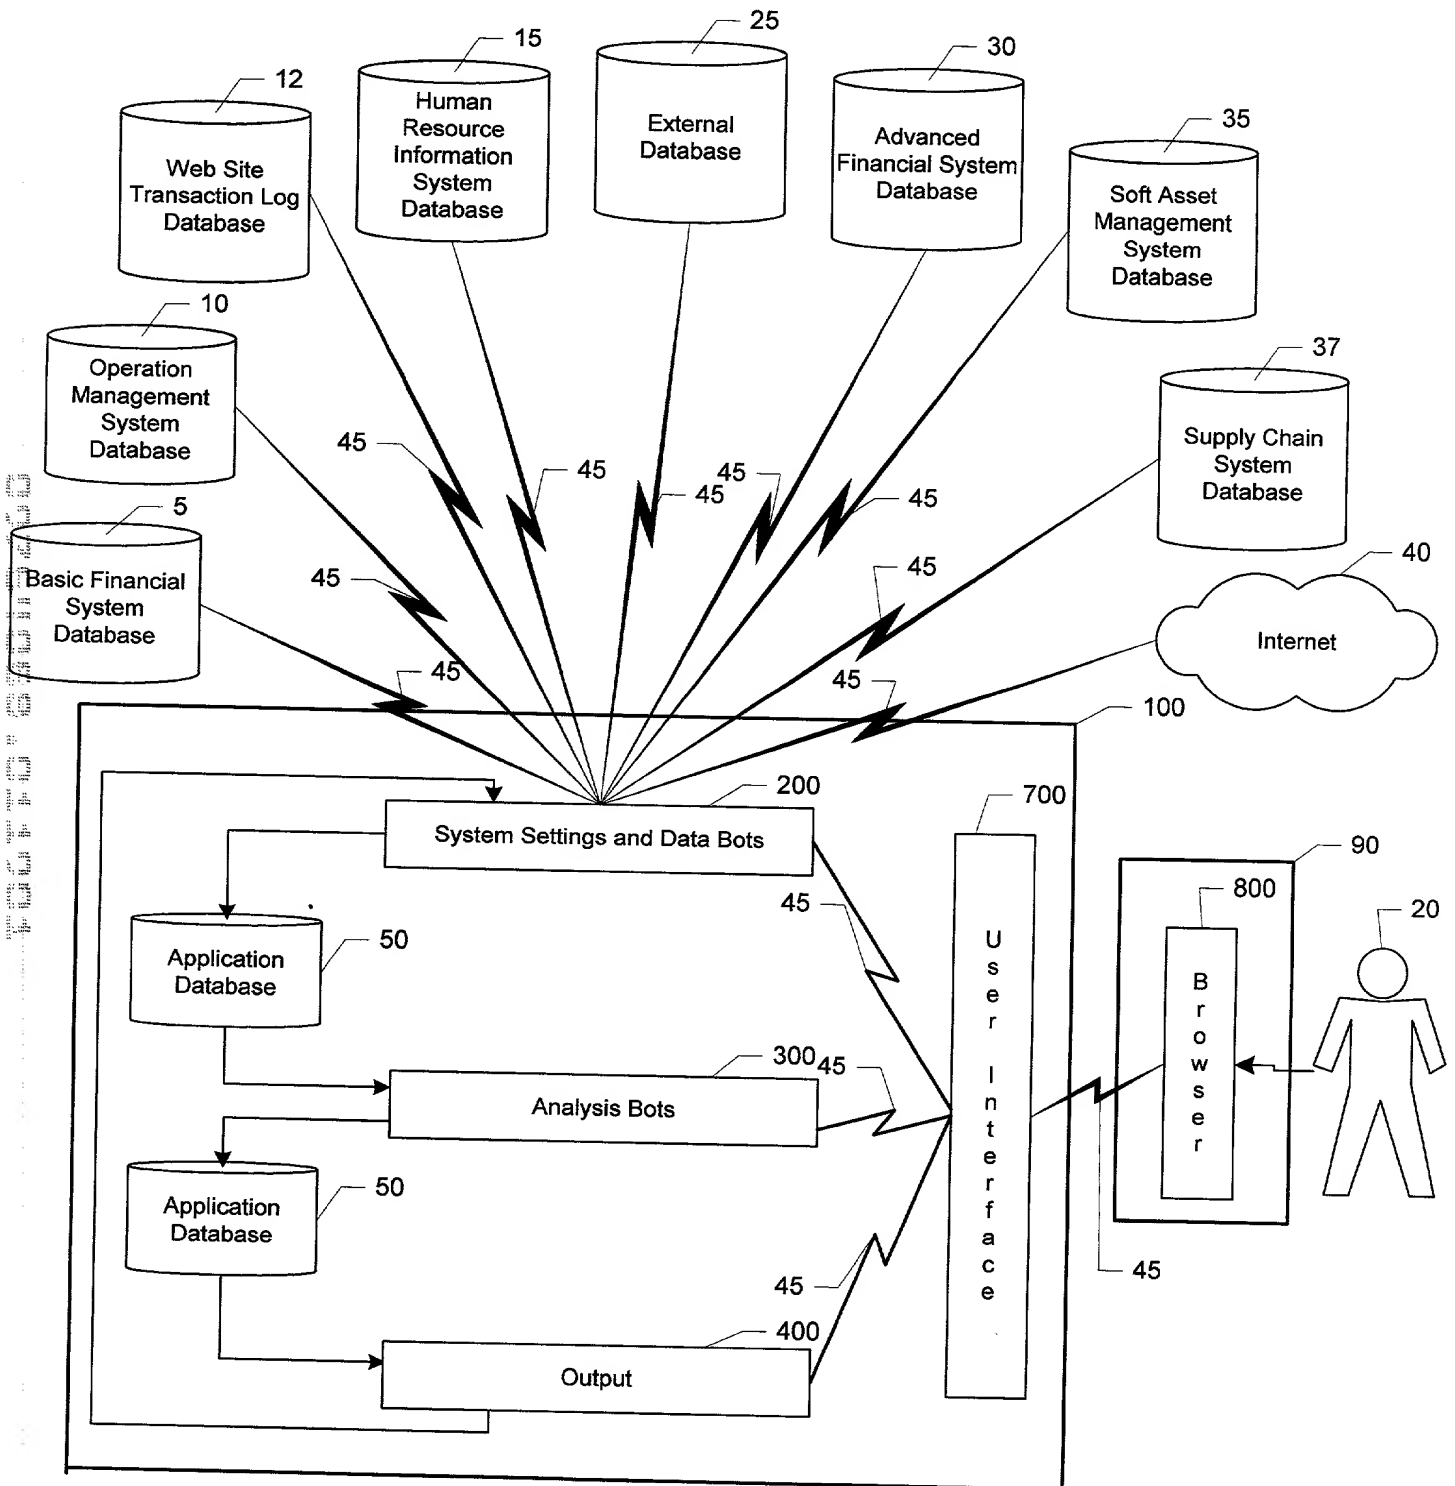 25
15
30
12
Human
Resource
Information
System
Database
External
Database
35
Advanced
Financial System
Database
Web Site
Transaction Log
Database
Soft Asset
Management
System
Database
10
37
Operation
Management
System
Database
45
45
45
45
45
Supply Chain
System
Database
5
40
45
45
Basic Financial
System
Database
Internet
45
45
100
200
700
System Settings and Data Bots
90
800
20
45
50
Application
Database
User Interface
Browser
300
45
Analysis Bots
50
Application
Database
45
45
400
Output